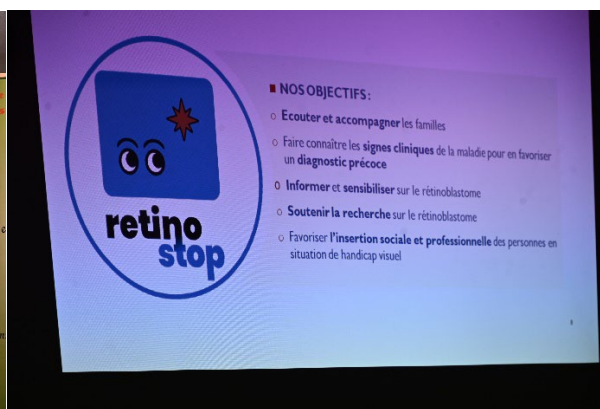 retino
stop
NOS OBJECTIFS :
Ecouter et accompagner les familles
Faire connaître les signes cliniques de la maladie pour en favoriser
un diagnostic précoce
Informer et sensibiliser sur le rétinoblastome
Soutenir la recherche sur le rétinoblastome
Favoriser l'insertion sociale et professionnelle des personnes en
situation de handicap visuel